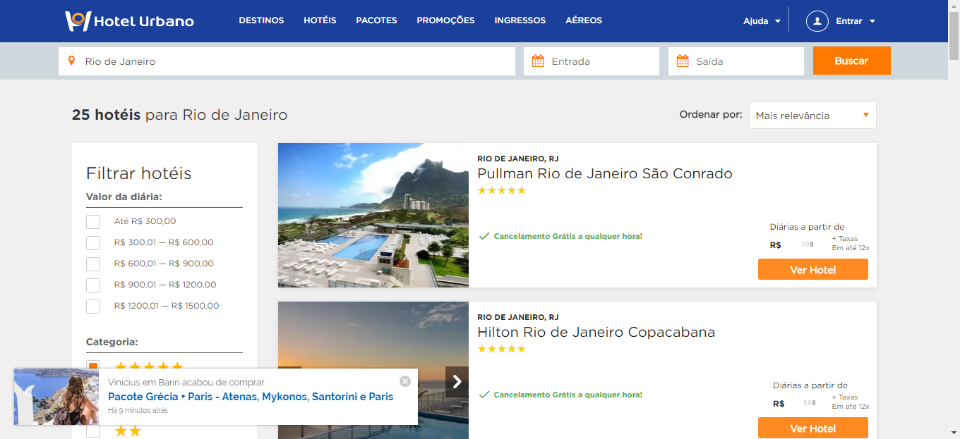 Hotel Urbano
DESTINOS HOTÉIS PACOTES PROMOÇÕES INGRESSOS AÉREOS
Ajuda Entrar
Rio de Janeiro
Entrada
Saída
Buscar
25 hotéis para Rio de Janeiro
Ordenar por: Mais relevância
Filtrar hotéis
Valor da diária:
Até R$ 300,00
R$ 300,01 — R$ 600,00
R$ 600,01 — R$ 900,00
R$ 900,01 — R$ 1200,00
R$ 1200,01 — R$ 1500,00
Categoria:
RIO DE JANEIRO, RJ
Pullman Rio de Janeiro São Conrado
Cancelamento Grátis a qualquer hora!
Diárias a partir de
R$
+ Taxas
Em até 12x
Ver Hotel
RIO DE JANEIRO, RJ
Hilton Rio de Janeiro Copacabana
Cancelamento Grátis a qualquer hora!
Diárias a partir de
R$
+ Taxas
Em até 12x
Ver Hotel
Vinicius em Bariri acabou de comprar
Pacote Grécia + Paris - Atenas, Mykonos, Santorini e Paris
Há 9 minutos atrás